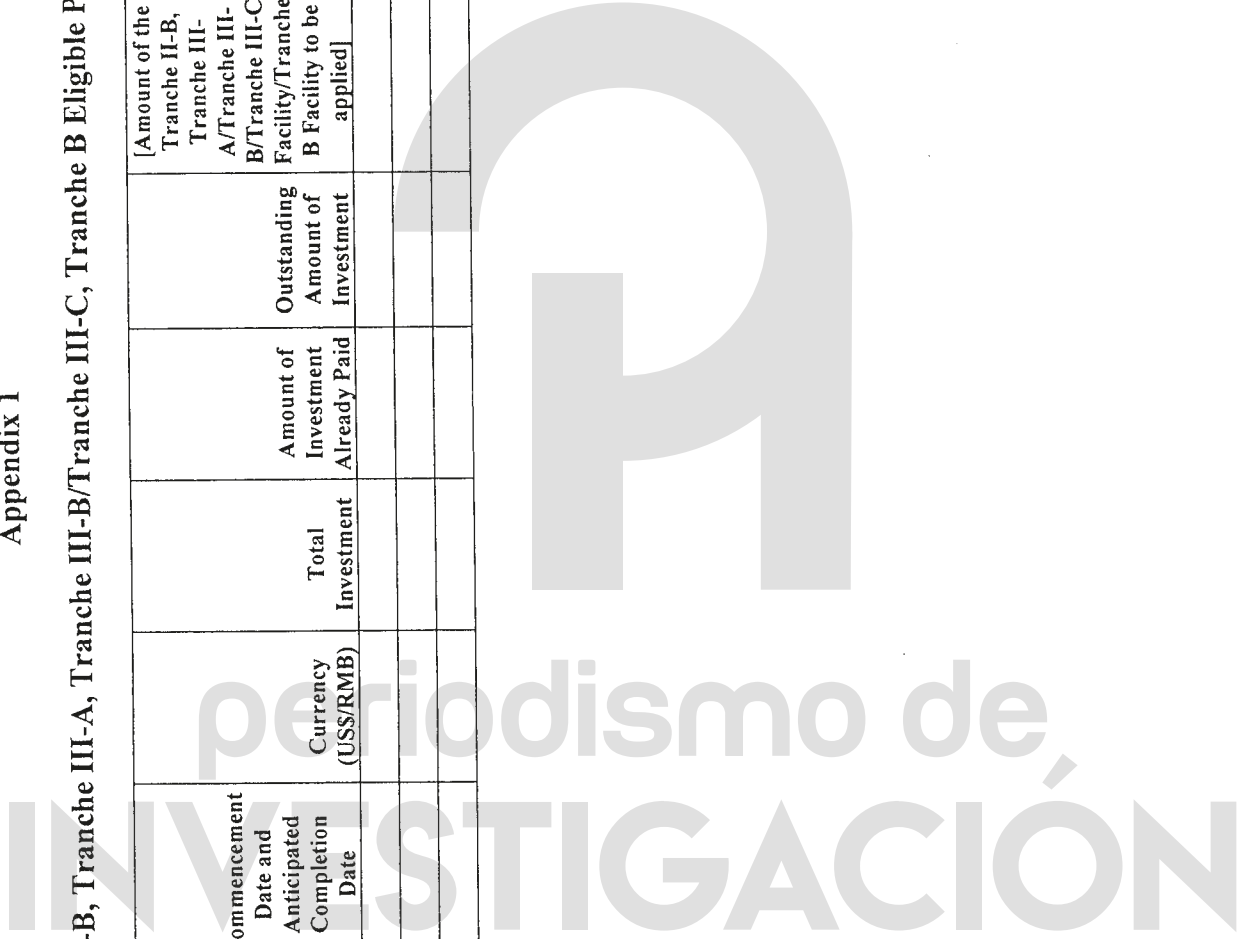 Appendix 1
-B, Tranche III-A, Tranche III-B/Tranche III-C, Tranche B Eligible P
ommencement
Date and
Anticipated
Completion
Date
Currency
(US$/RMB)
Total
Investment
Amount of
Investment
Already Paid
Outstanding
Amount of
Investment
[Amount of the
Tranche II-B,
Tranche III-
A/Tranche III-
B/Tranche III-C
Facility/Tranche
B Facility to be
applied]
periodismo de
INVESTIGACIÓN